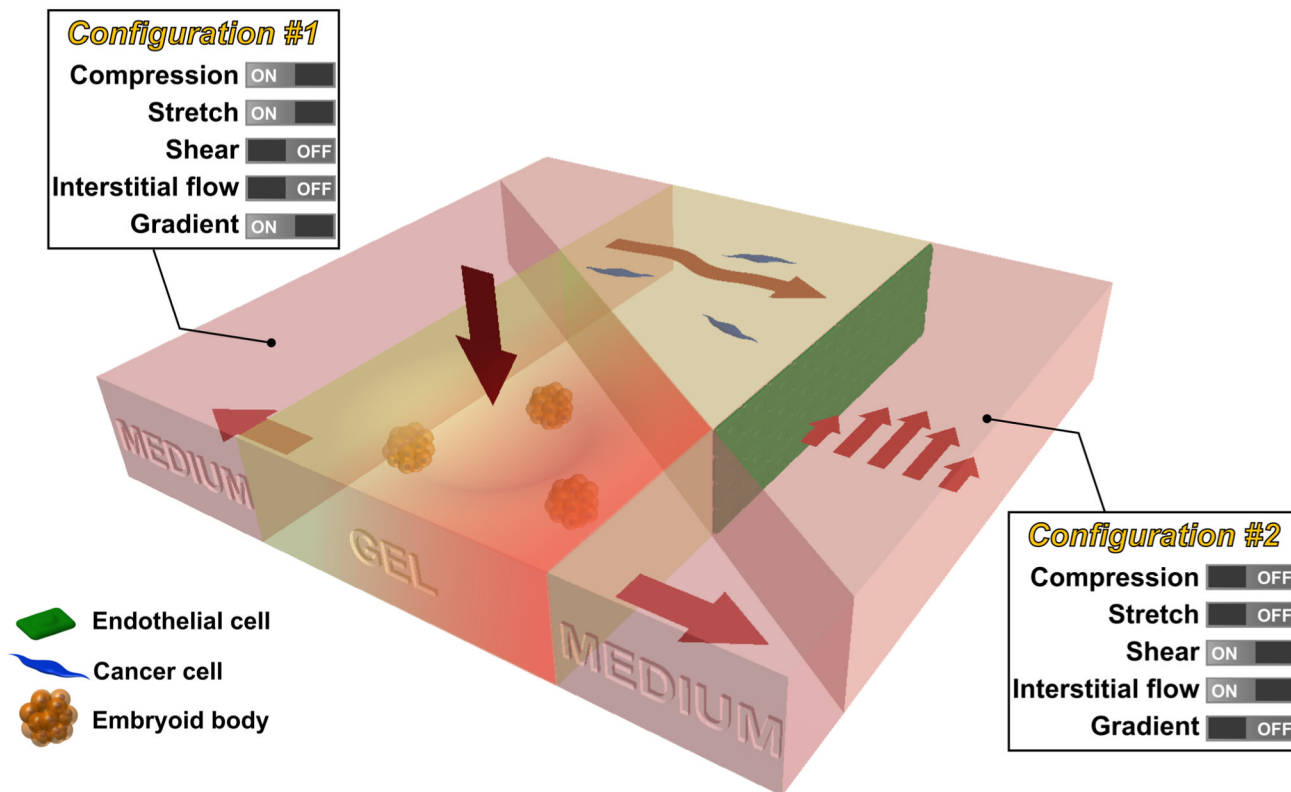 Configuration #1
Compression ON
Stretch ON
Shear OFF
Interstitial flow OFF
Gradient ON
MEDIUM
GEL
MEDIUM
Configuration #2
Compression OFF
Stretch OFF
Shear ON
Interstitial flow ON
Gradient OFF
Endothelial cell
Cancer cell
Embryoid body